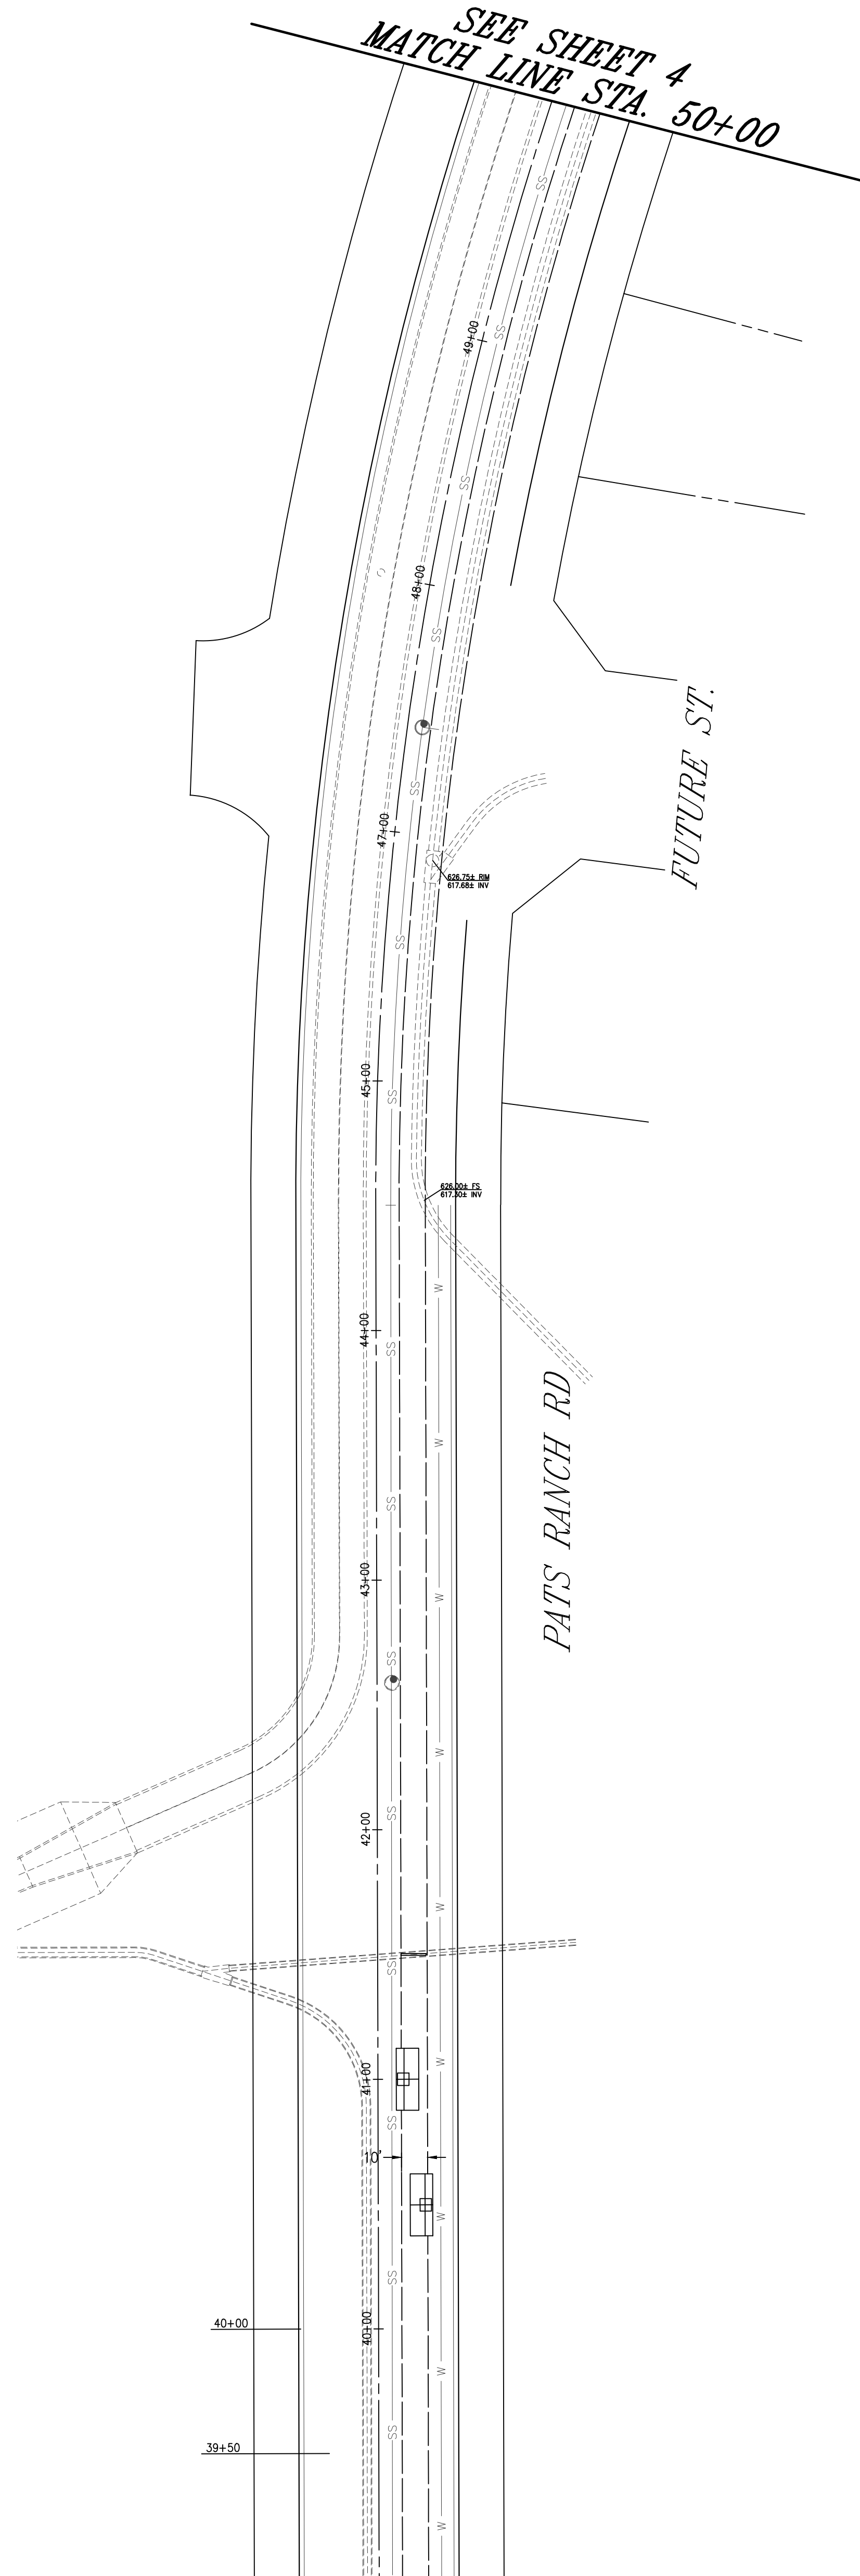 SEE SHEET 4
MATCH LINE STA. 50+00
SS
49+00
SS
SS
48+00
SS
FUTURE ST.
SS
47+00
626.75± RIM
617.68± INV
SS
45+00
SS
626.00± FS
617.50± INV
W
44+00
SS
PATS RANCH RD
W
SS
43+00
W
SS
W
42+00
SS
W
SS
W
41+00
SS
10'
W
SS
40+00
40+00
W
SS
39+50
W